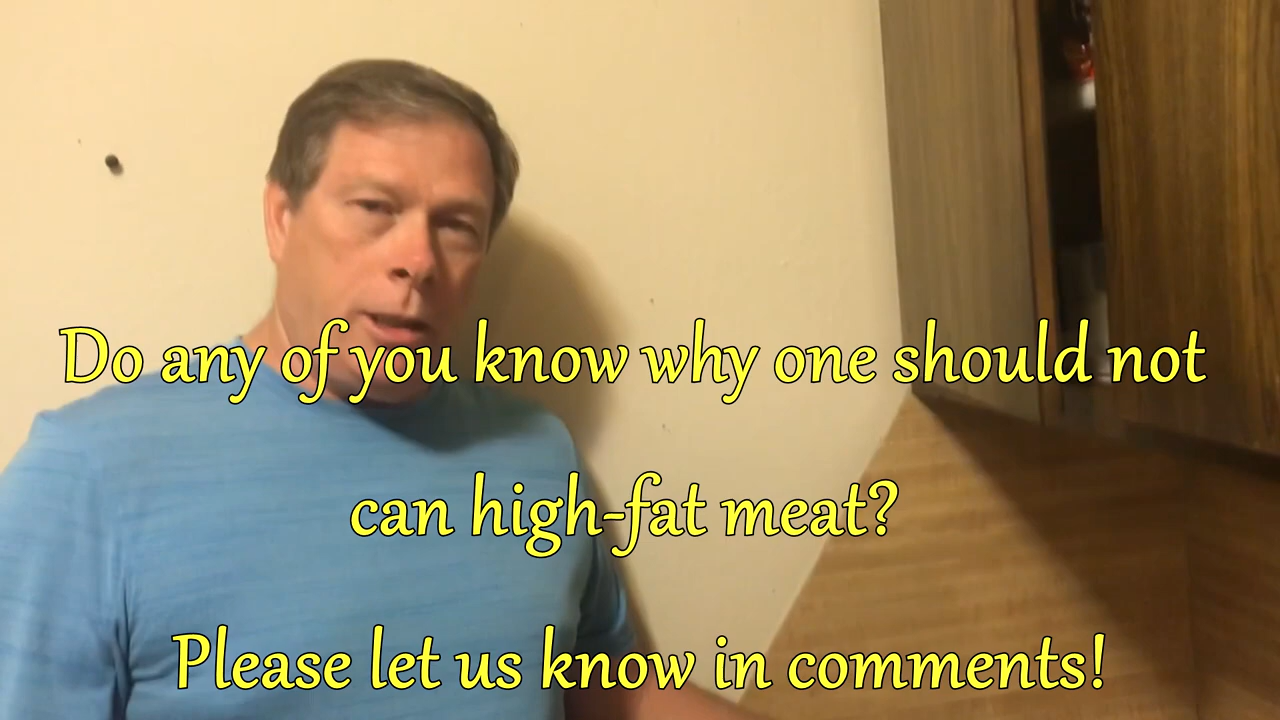 Do any of you know why one should not
can high-fat meat?
Please let us know in comments!